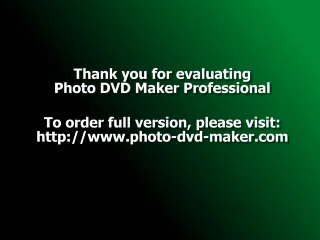 Thank you for evaluating
Photo DVD Maker Professional
To order full version, please visit:
http://www.photo-dvd-maker.com